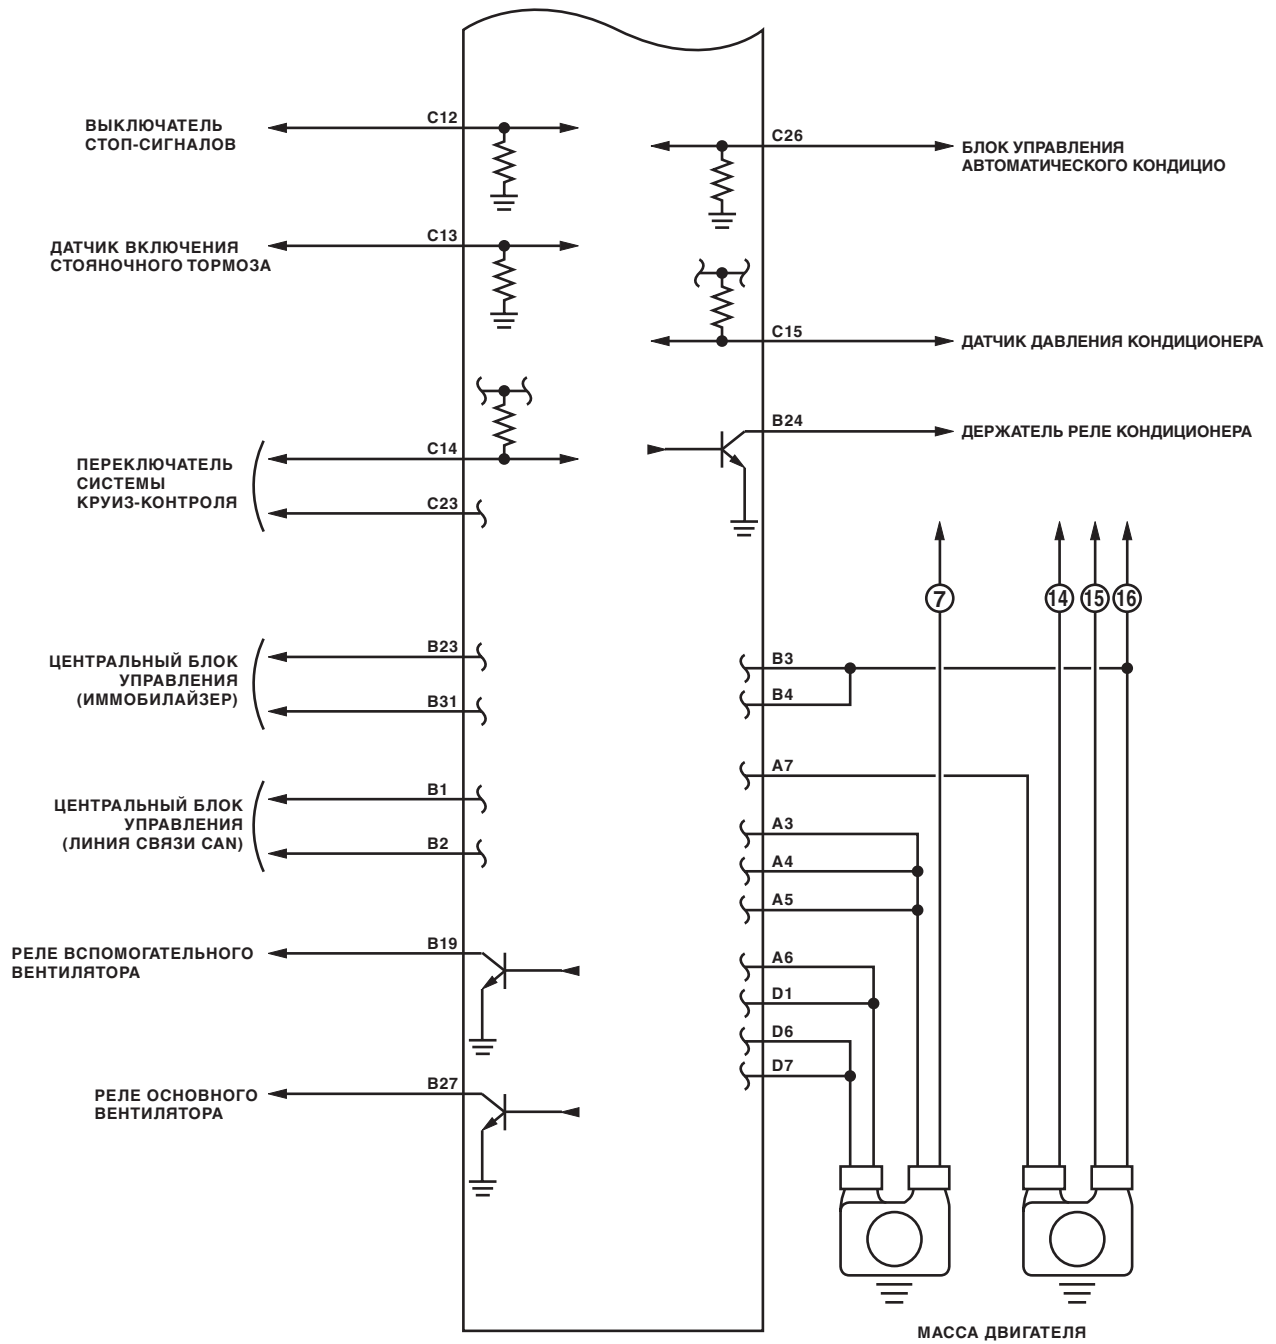 C12
ВЫКЛЮЧАТЕЛЬ
СТОП-СИГНАЛОВ
C26
БЛОК УПРАВЛЕНИЯ
АВТОМАТИЧЕСКОГО КОНДИЦИО
C13
ДАТЧИК ВКЛЮЧЕНИЯ
СТОЯНОЧНОГО ТОРМОЗА
C15
ДАТЧИК ДАВЛЕНИЯ КОНДИЦИОНЕРА
B24
ДЕРЖАТЕЛЬ РЕЛЕ КОНДИЦИОНЕРА
C14
ПЕРЕКЛЮЧАТЕЛЬ
СИСТЕМЫ
КРУИЗ-КОНТРОЛЯ
C23
7
14
15
16
B23
ЦЕНТРАЛЬНЫЙ БЛОК
УПРАВЛЕНИЯ
(ИММОБИЛАЙЗЕР)
B31
B3
B4
A7
B1
ЦЕНТРАЛЬНЫЙ БЛОК
УПРАВЛЕНИЯ
(ЛИНИЯ СВЯЗИ CAN)
B2
A3
A4
A5
B19
РЕЛЕ ВСПОМОГАТЕЛЬНОГО
ВЕНТИЛЯТОРА
A6
D1
D6
D7
B27
РЕЛЕ ОСНОВНОГО
ВЕНТИЛЯТОРА
МАССА ДВИГАТЕЛЯ